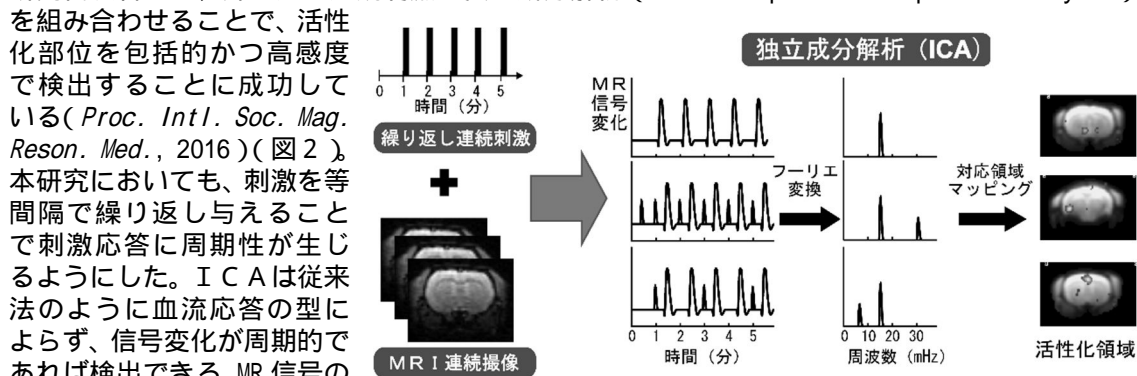 を組み合わせることで、活性
化部位を包括的かつ高感度
で検出することに成功して
いる(Proc. Intl. Soc. Mag.
Reson. Med., 2016)(図2)。
本研究においても、刺激を等
間隔で繰り返し与えること
で刺激応答に周期性が生じ
るようにした。ICAは従来
法のように血流応答の型に
よらず、信号変化が周期的で
あれば検出できる。MR信号の
0 1 2 3 4 5
時間（分）
繰り返し連続刺激
+
MRI連続撮像
独立成分解析（ICA）
MR
信号
変化
0 1 2 3 4 5
時間（分）
フーリエ
変換
0 10 20 30
周波数（mHz）
対応領域
マッピング
活性化領域